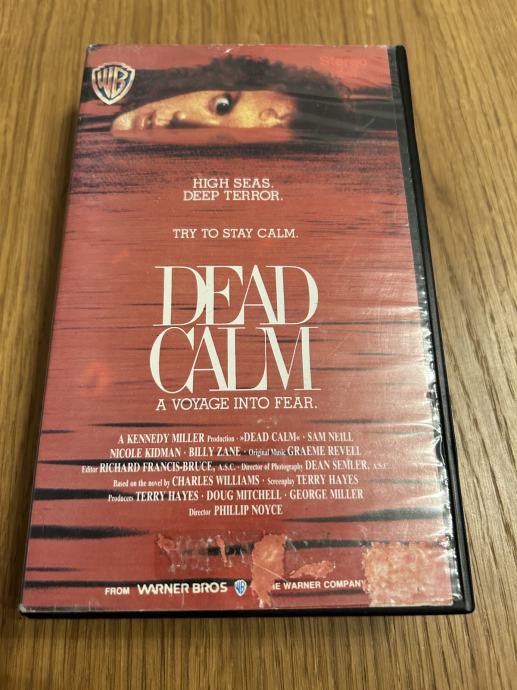 WB
Stereo
HIGH SEAS.
DEEP TERROR.
TRY TO STAY CALM.
DEAD
CALM
A VOYAGE INTO FEAR.
A KENNEDY MILLER Production · »DEAD CALM« · SAM NEILL
NICOLE KIDMAN · BILLY ZANE · Original Music GRAEME REVELL
Editor RICHARD FRANCIS-BRUCE, A.S.C. · Director of Photography DEAN SEMLER, A.S.C.
Based on the novel by CHARLES WILLIAMS · Screenplay TERRY HAYES
Producers TERRY HAYES · DOUG MITCHELL · GEORGE MILLER
Director PHILLIP NOYCE
FROM WARNER BROS WB WARNER COMPANY